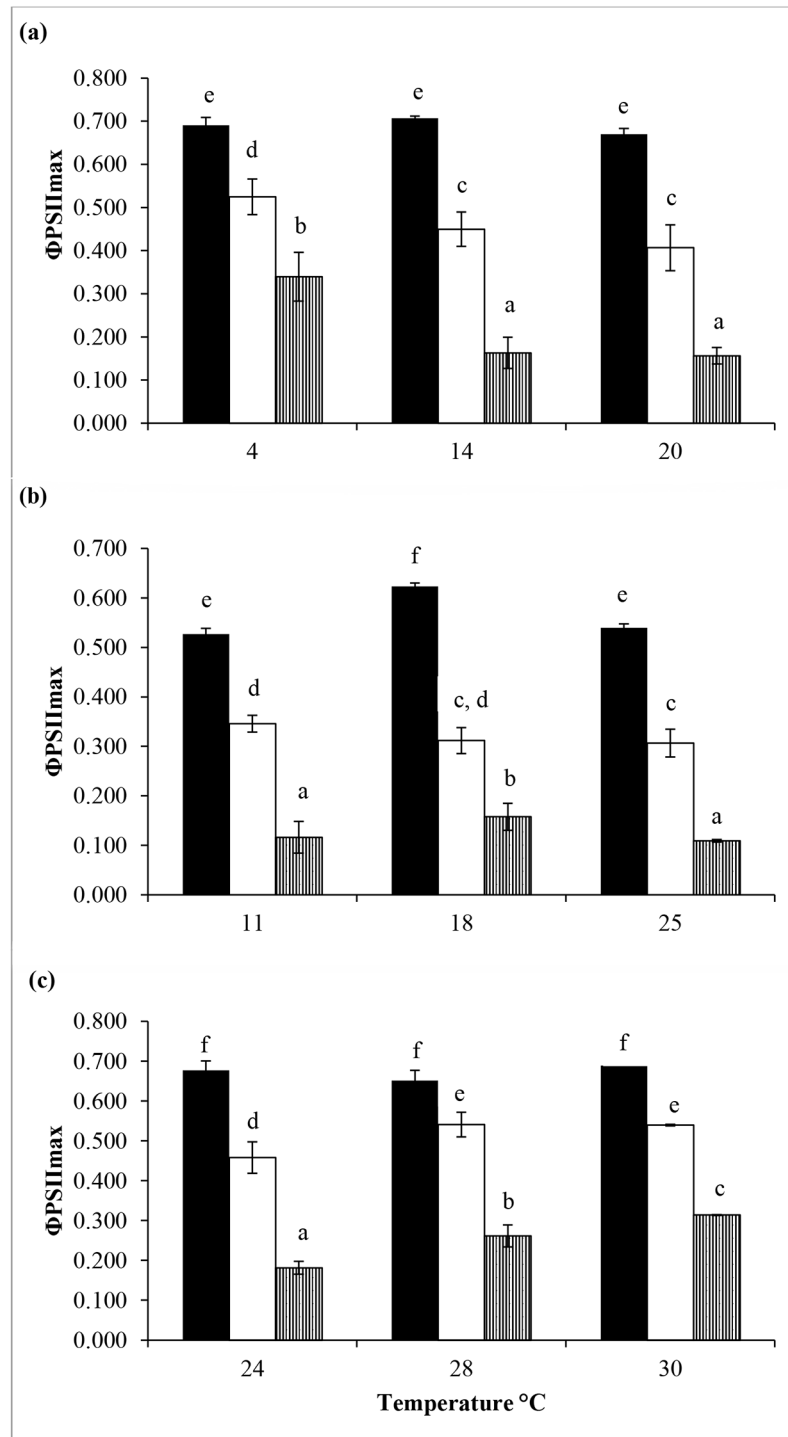 (a)
0.800
0.700
0.600
0.500
0.400
0.300
0.200
0.100
0.000
ΦPSIImax
e
d
b
e
c
a
e
c
a
4 14 20
(b)
0.700
0.600
0.500
0.400
0.300
0.200
0.100
0.000
ΦPSIImax
e
d
a
f
c, d
b
e
c
a
11 18 25
(c)
0.800
0.700
0.600
0.500
0.400
0.300
0.200
0.100
0.000
ΦPSIImax
f
d
a
f
e
b
f
e
c
24 28 30
Temperature °C